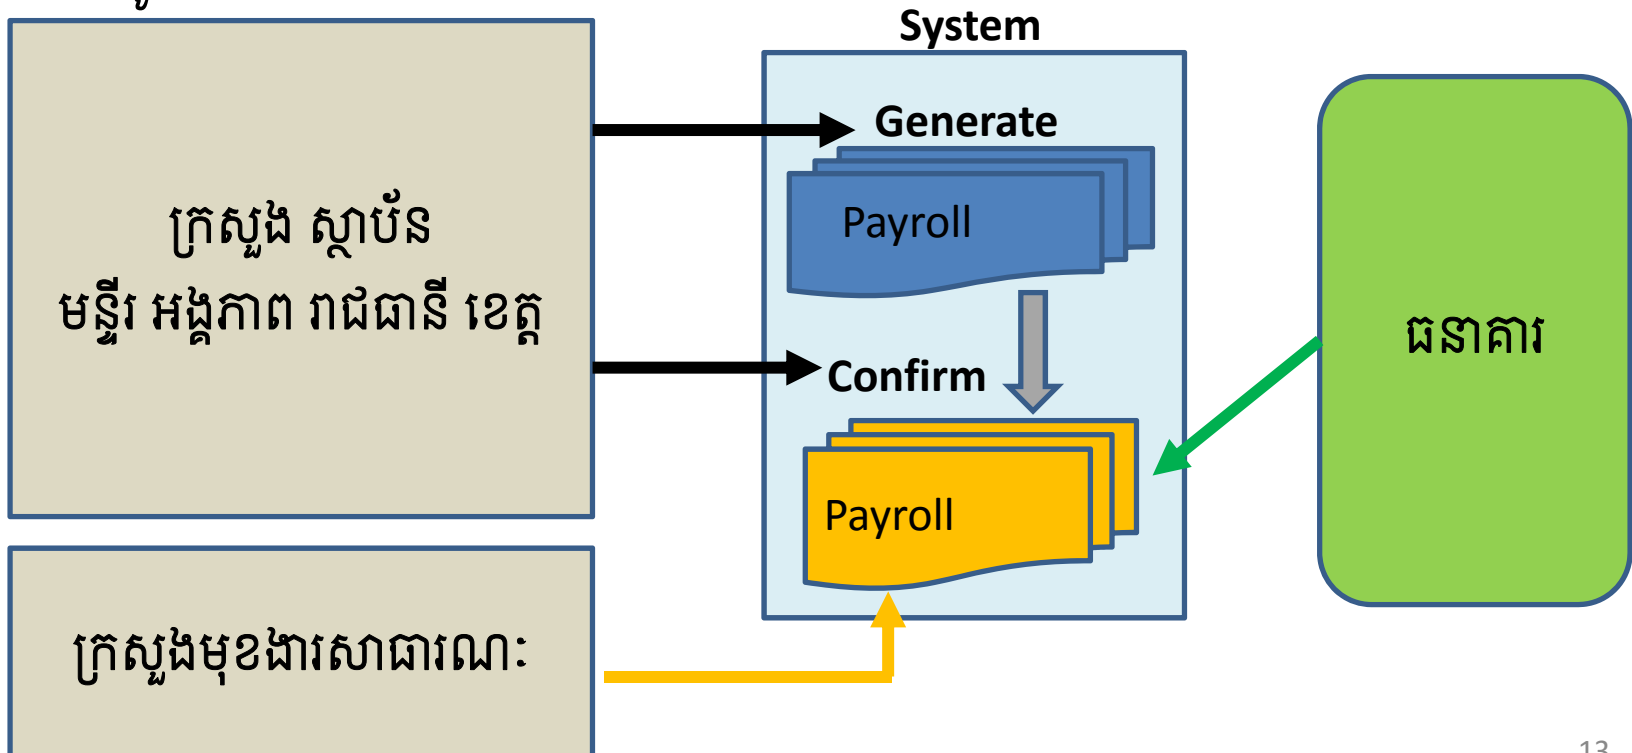 System
ក្រសួង ស្ថាប័ន
មន្ទីរ អង្គភាព រាជធានី ខេត្ត
Generate
Payroll
Confirm
Payroll
ធនាគារ
ក្រសួងមុខងារសាធារណៈ